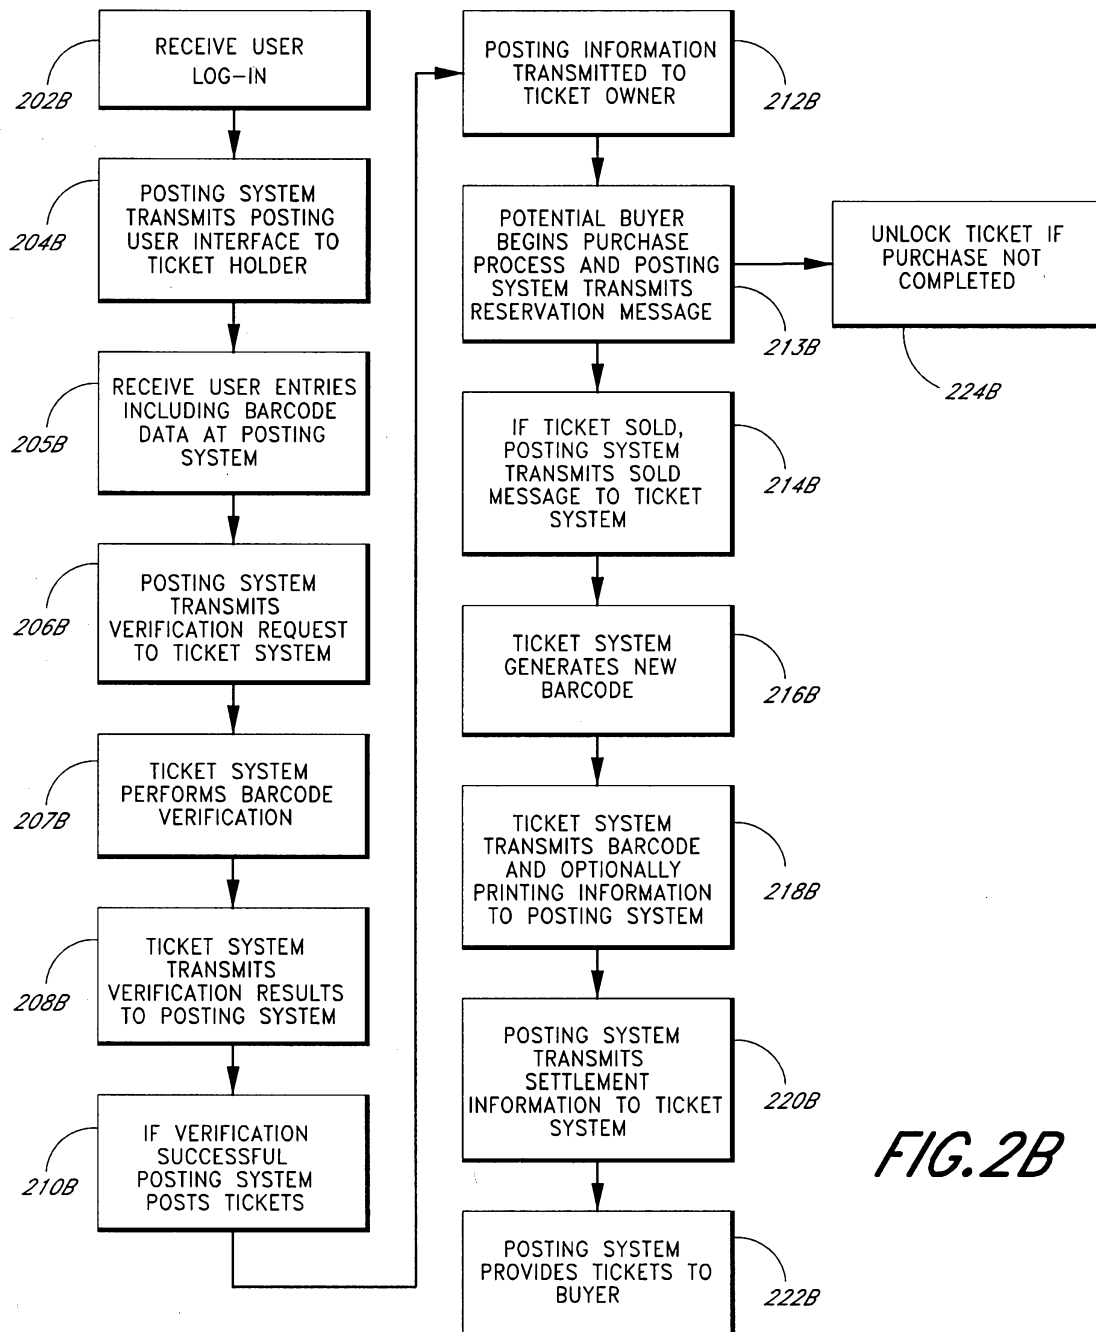 RECEIVE USER
LOG-IN
202B
POSTING SYSTEM
TRANSMITS POSTING
USER INTERFACE TO
TICKET HOLDER
204B
RECEIVE USER ENTRIES
INCLUDING BARCODE
DATA AT POSTING
SYSTEM
205B
POSTING SYSTEM
TRANSMITS
VERIFICATION REQUEST
TO TICKET SYSTEM
206B
TICKET SYSTEM
PERFORMS BARCODE
VERIFICATION
207B
TICKET SYSTEM
TRANSMITS
VERIFICATION RESULTS
TO POSTING SYSTEM
208B
IF VERIFICATION
SUCCESSFUL
POSTING SYSTEM
POSTS TICKETS
210B
POSTING INFORMATION
TRANSMITTED TO
TICKET OWNER
212B
POTENTIAL BUYER
BEGINS PURCHASE
PROCESS AND POSTING
SYSTEM TRANSMITS
RESERVATION MESSAGE
213B
UNLOCK TICKET IF
PURCHASE NOT
COMPLETED
224B
IF TICKET SOLD,
POSTING SYSTEM
TRANSMITS SOLD
MESSAGE TO TICKET
SYSTEM
214B
TICKET SYSTEM
GENERATES NEW
BARCODE
216B
TICKET SYSTEM
TRANSMITS BARCODE
AND OPTIONALLY
PRINTING INFORMATION
TO POSTING SYSTEM
218B
POSTING SYSTEM
TRANSMITS
SETTLEMENT
INFORMATION TO TICKET
SYSTEM
220B
POSTING SYSTEM
PROVIDES TICKETS TO
BUYER
222B
FIG.2B